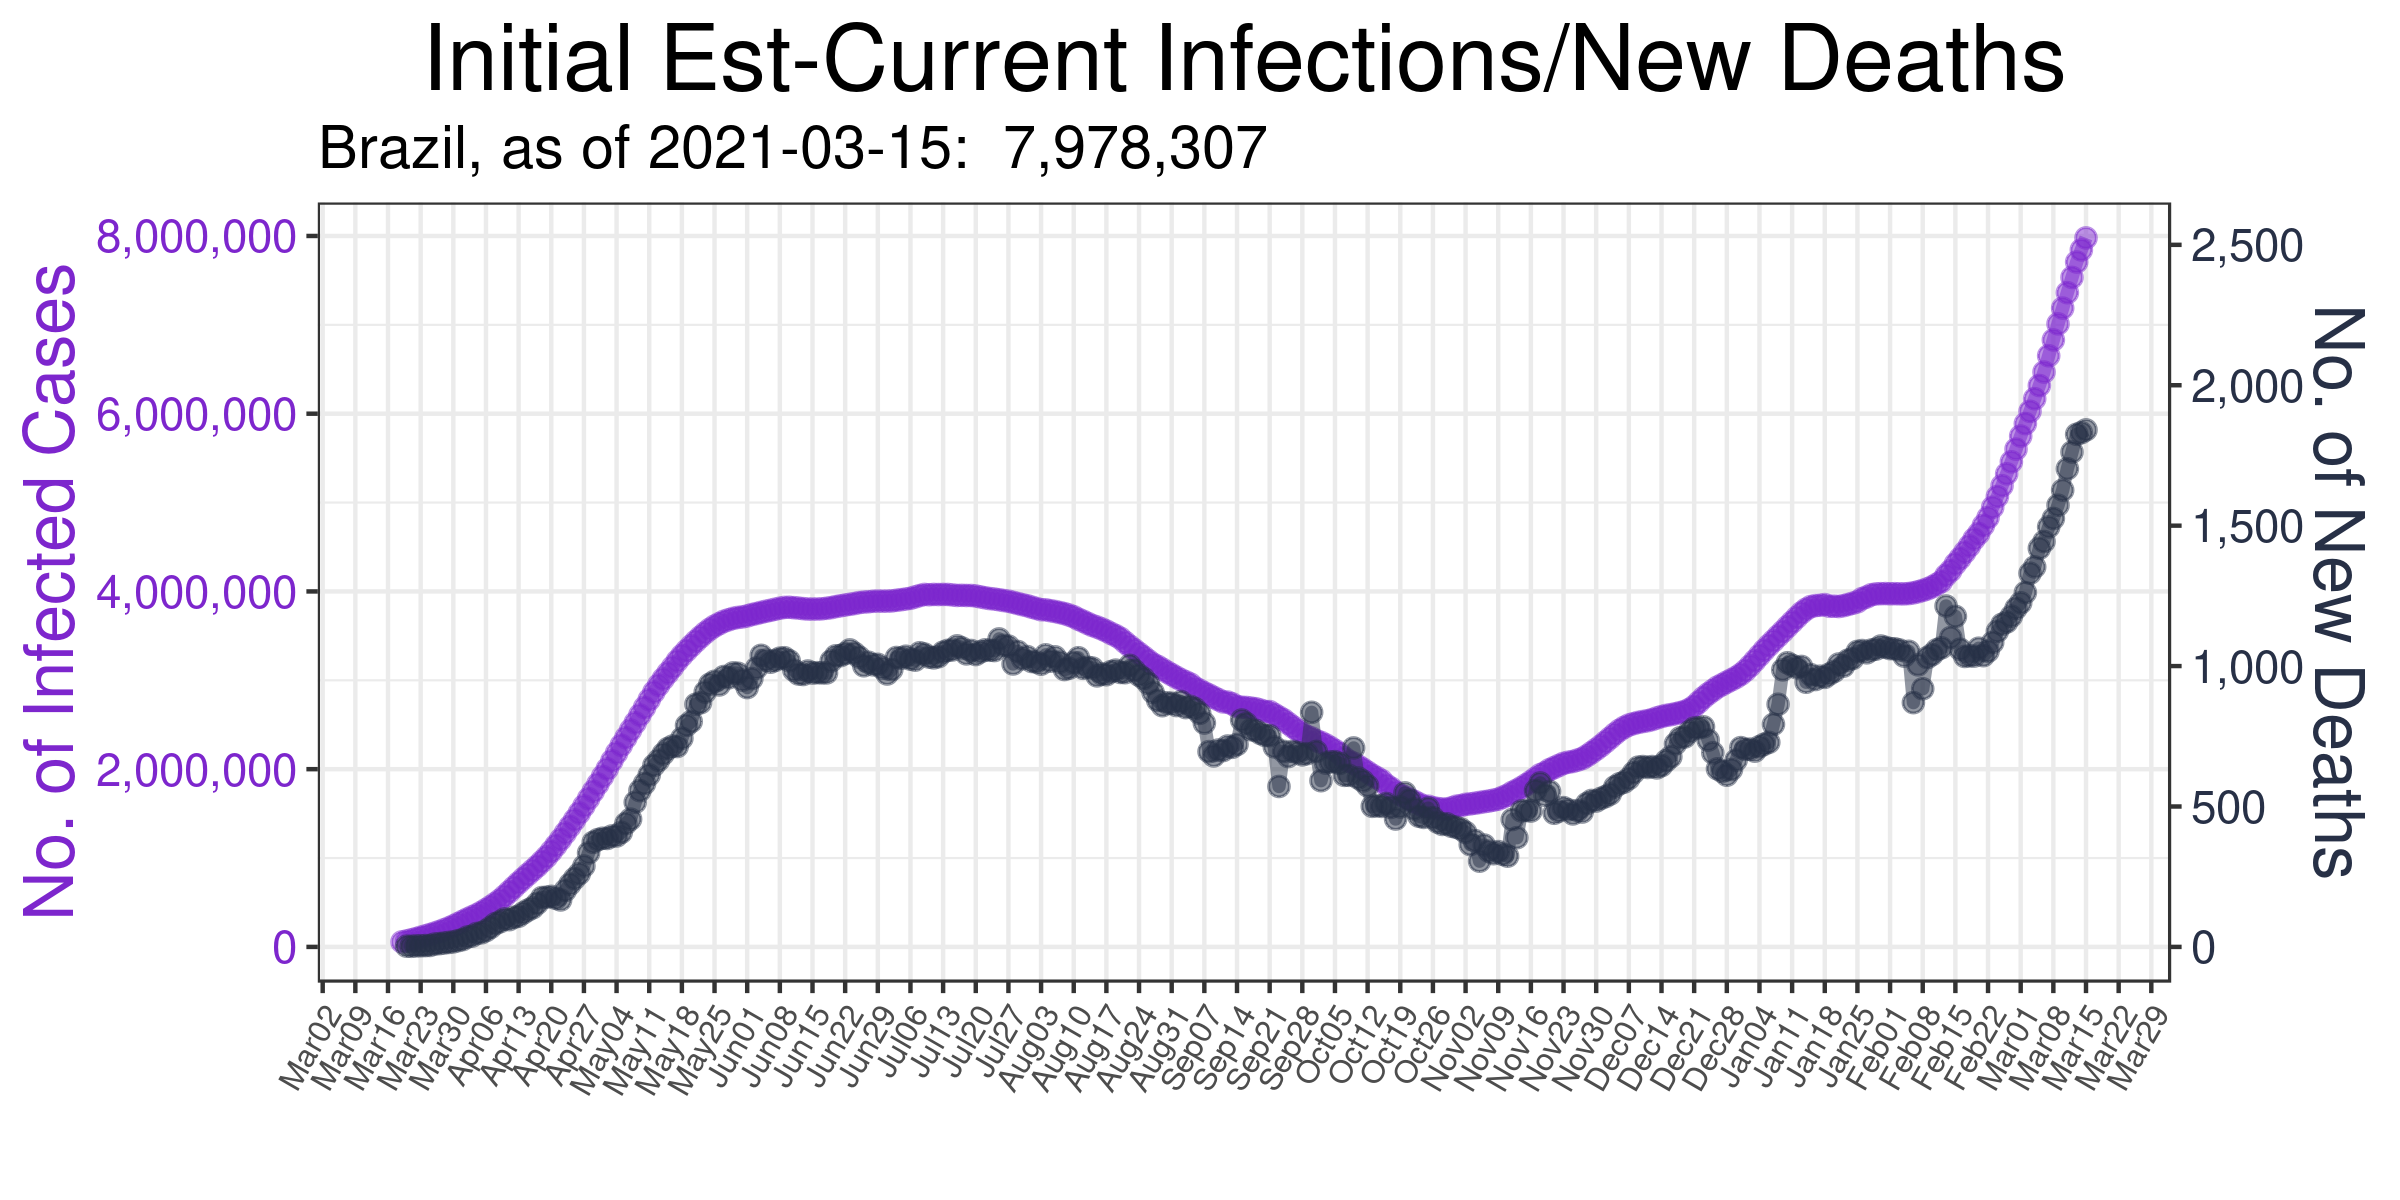 Initial Est-Current Infections/New Deaths
Brazil, as of 2021-03-15:  7,978,307
No. of Infected Cases
8,000,000
6,000,000
4,000,000
2,000,000
0
2,500
2,000
1,500
1,000
500
0
No. of New Deaths
Mar02
Mar09
Mar16
Mar23
Mar30
Apr06
Apr13
Apr20
Apr27
May04
May11
May18
May25
Jun01
Jun08
Jun15
Jun22
Jun29
Jul06
Jul13
Jul20
Jul27
Aug03
Aug10
Aug17
Aug24
Aug31
Sep07
Sep14
Sep21
Sep28
Oct05
Oct12
Oct19
Oct26
Nov02
Nov09
Nov16
Nov23
Nov30
Dec07
Dec14
Dec21
Dec28
Jan04
Jan11
Jan18
Jan25
Feb01
Feb08
Feb15
Feb22
Mar01
Mar08
Mar15
Mar22
Mar29